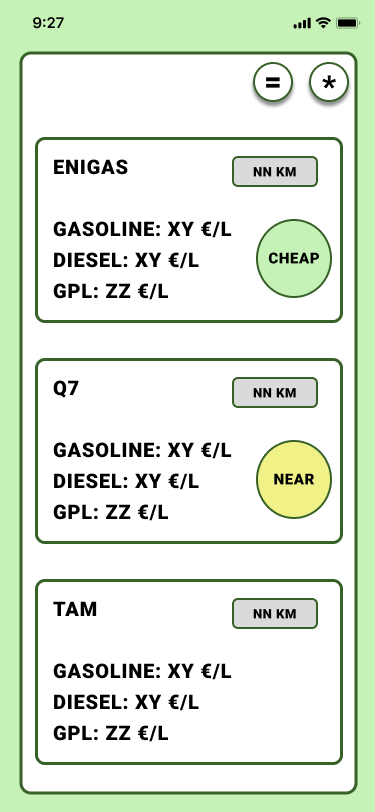 9:27
= *
ENIGAS
NN KM
GASOLINE: XY €/L
DIESEL: XY €/L
CHEAP
GPL: ZZ €/L
Q7
NN KM
GASOLINE: XY €/L
DIESEL: XY €/L
NEAR
GPL: ZZ €/L
TAM
NN KM
GASOLINE: XY €/L
DIESEL: XY €/L
GPL: ZZ €/L